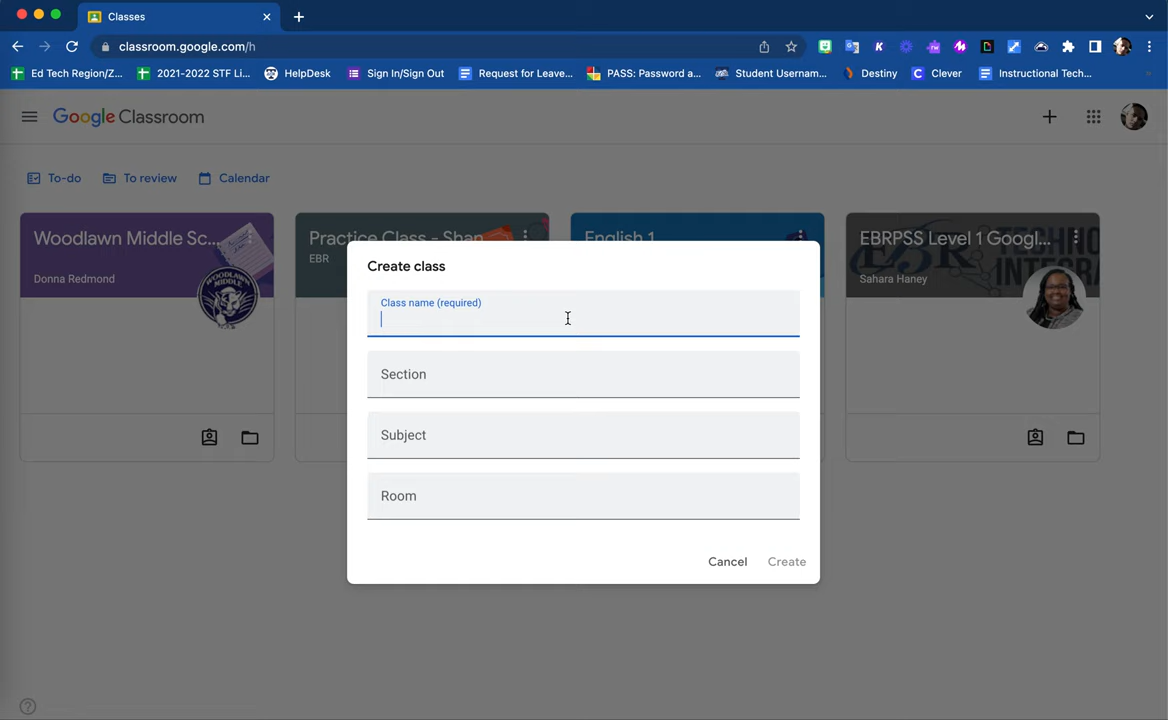 Classes
classroom.google.com/h
Ed Tech Region/Z...
2021-2022 STF Li...
HelpDesk
Sign In/Sign Out
Request for Leave...
PASS: Password a...
Student Usernam...
Destiny
Clever
Instructional Tech...
Google Classroom
To-do
To review
Calendar
Woodlawn Middle Sc...
Donna Redmond
Practice Class - Shan
EBR
English 1
EBRPSS Level 1 Googl...
Sahara Haney
Create class
Class name (required)
Section
Subject
Room
Cancel
Create